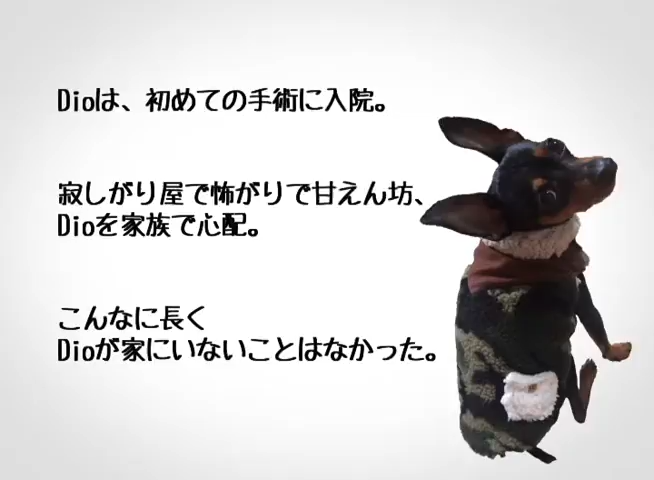 Dioは、初めての手術に入院。
寂しがり屋で怖がりで甘えん坊、
Dioを家族で心配。
こんなに長く
Dioが家にいないことはなかった。